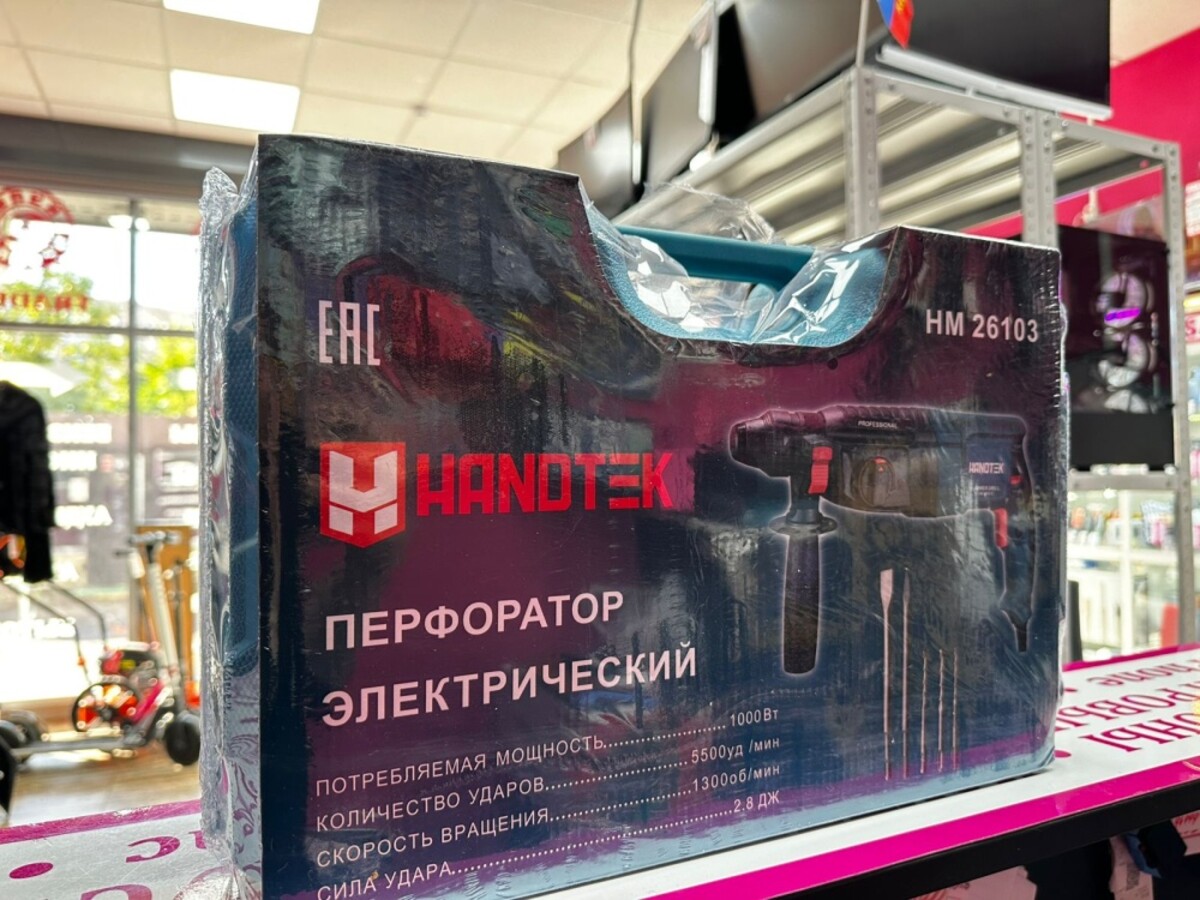 EAC
HM 26103
HANDTEK
PROFESSIONAL
HANDTEK
ПЕРФОРАТОР
ЭЛЕКТРИЧЕСКИЙ
ПОТРЕБЛЯЕМАЯ МОЩНОСТЬ....................1000Вт
КОЛИЧЕСТВО УДАРОВ....................5500уд /мин
СКОРОСТЬ ВРАЩЕНИЯ....................1300об/мин
СИЛА УДАРА....................2.8 ДЖ